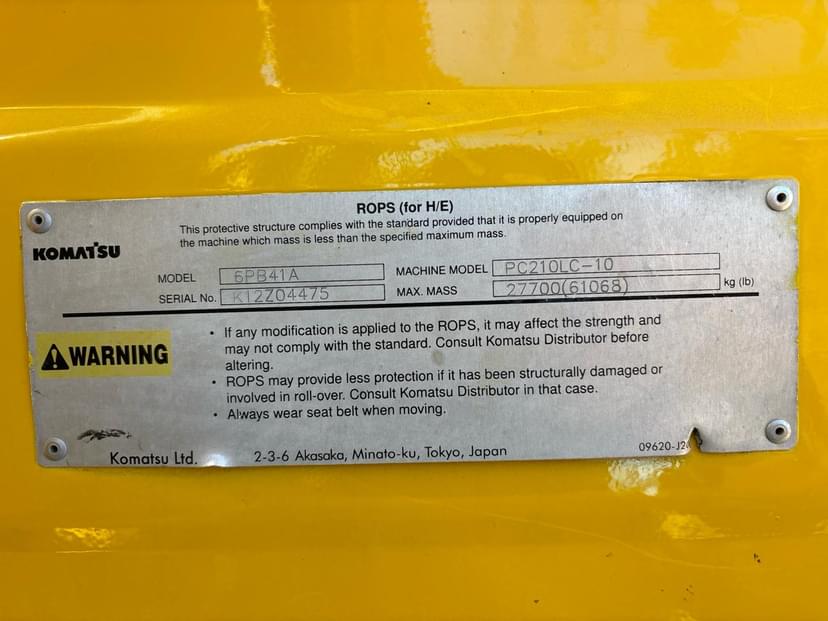 ROPS (for H/E)
This protective structure complies with the standard provided that it is properly equipped on
the machine which mass is less than the specified maximum mass.
KOMATSU
MODEL 6PB41A MACHINE MODEL PC210LC-10
SERIAL No. K12Z04475 MAX. MASS 27700(61068) kg (lb)
WARNING
• If any modification is applied to the ROPS, it may affect the strength and
may not comply with the standard. Consult Komatsu Distributor before
altering.
• ROPS may provide less protection if it has been structurally damaged or
involved in roll-over. Consult Komatsu Distributor in that case.
• Always wear seat belt when moving.
Komatsu Ltd. 2-3-6 Akasaka, Minato-ku, Tokyo, Japan